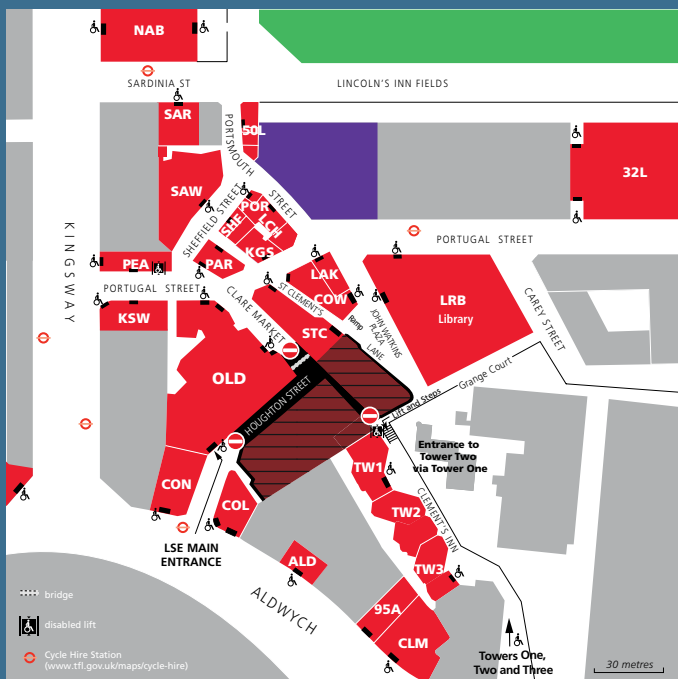 NAB
SARDINIA ST
LINCOLN'S INN FIELDS
SAR
PORTSMOUTH
STREET
50L
32L
SAW
SHEFFIELD STREET
POR
SHF
LCH
KGS
PORTUGAL STREET
KINGSWAY
PEA
PAR
LAK
COW
ST CLEMENT'S
LANE
Ramp
JOHN WATKINS
PLAZA
LRB
Library
CAREY STREET
PORTUGAL STREET
CLARE MARKET
KSW
STC
OLD
HOUGHTON STREET
Grange Court
Lift and Steps
Entrance to
Tower Two
via Tower One
TW1
CON
COL
TW2
CLEMENT'S INN
LSE MAIN
ENTRANCE
ALD
TW3
ALDWYCH
95A
CLM
bridge
disabled lift
Cycle Hire Station
(www.tfl.gov.uk/maps/cycle-hire)
Towers One,
Two and Three
30 metres